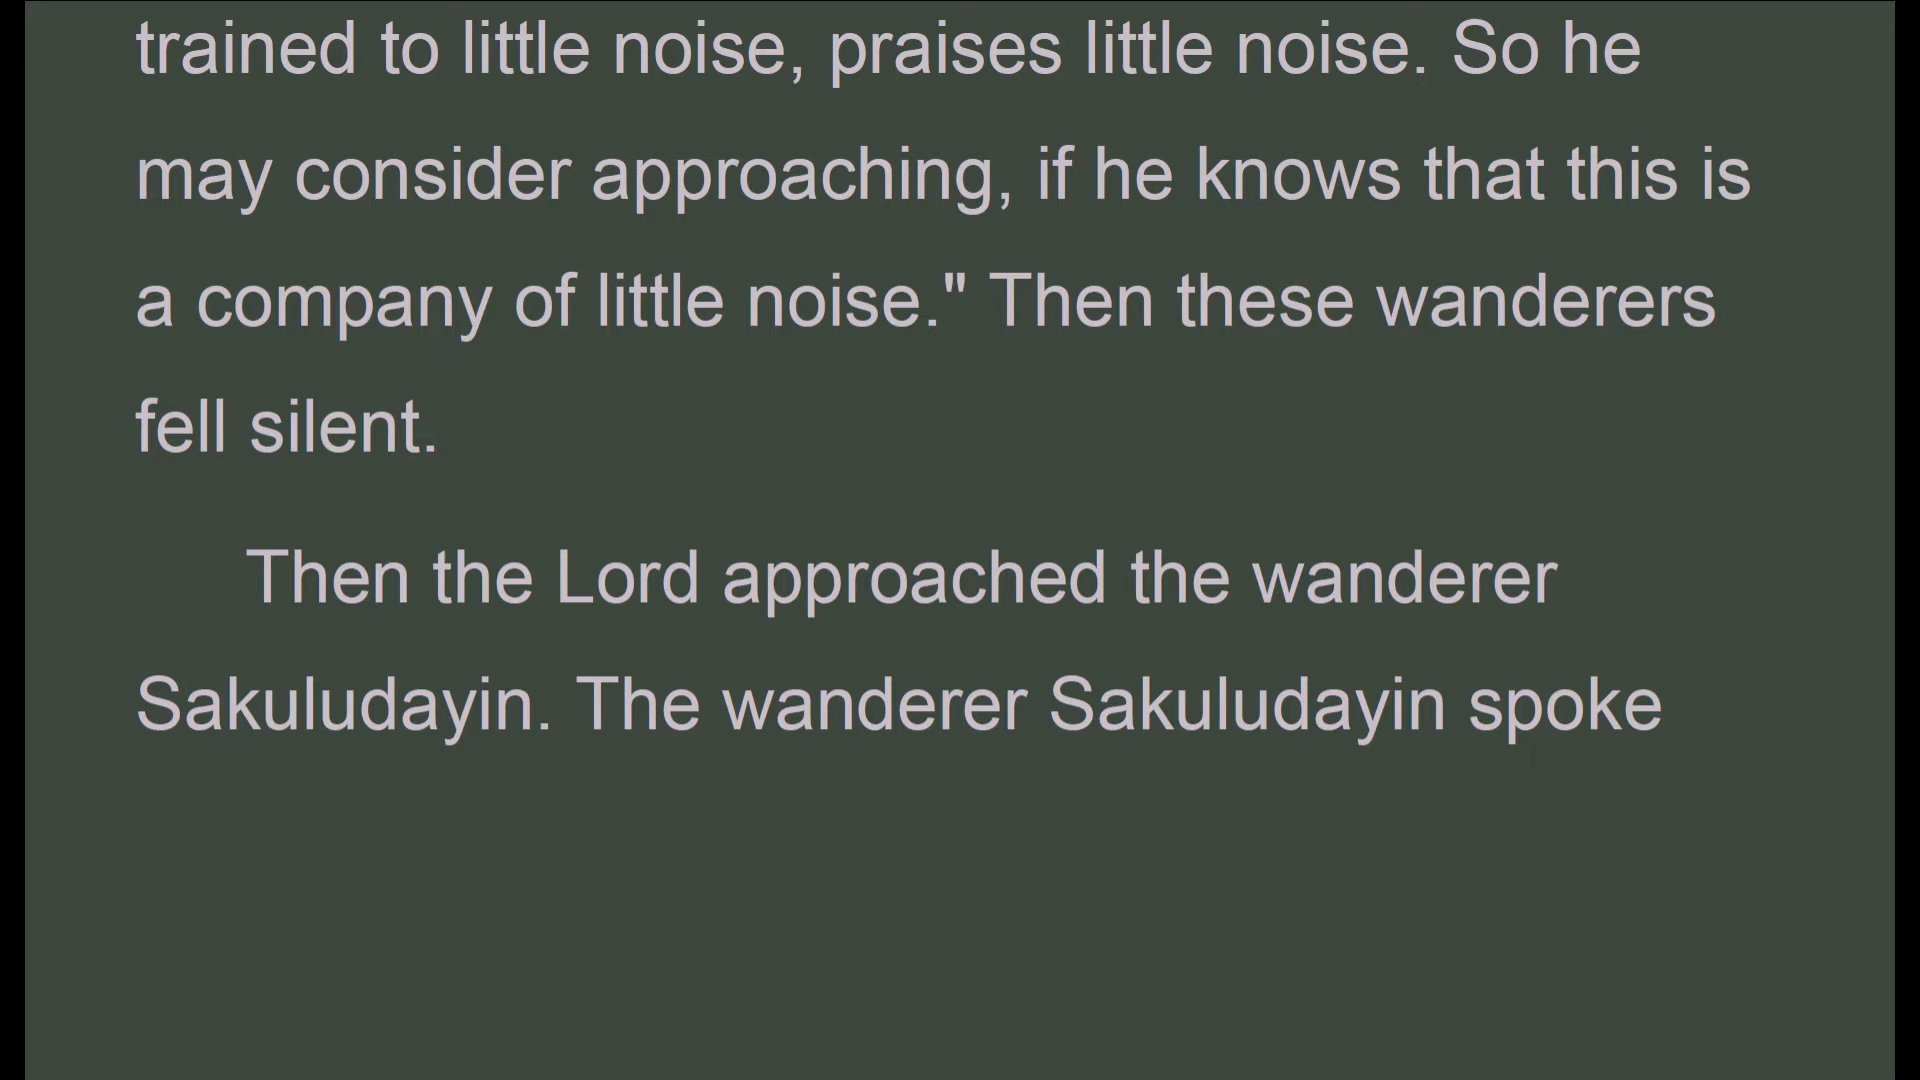 trained to little noise, praises little noise. So he
may consider approaching, if he knows that this is
a company of little noise." Then these wanderers
fell silent.
Then the Lord approached the wanderer
Sakuludayin. The wanderer Sakuludayin spoke